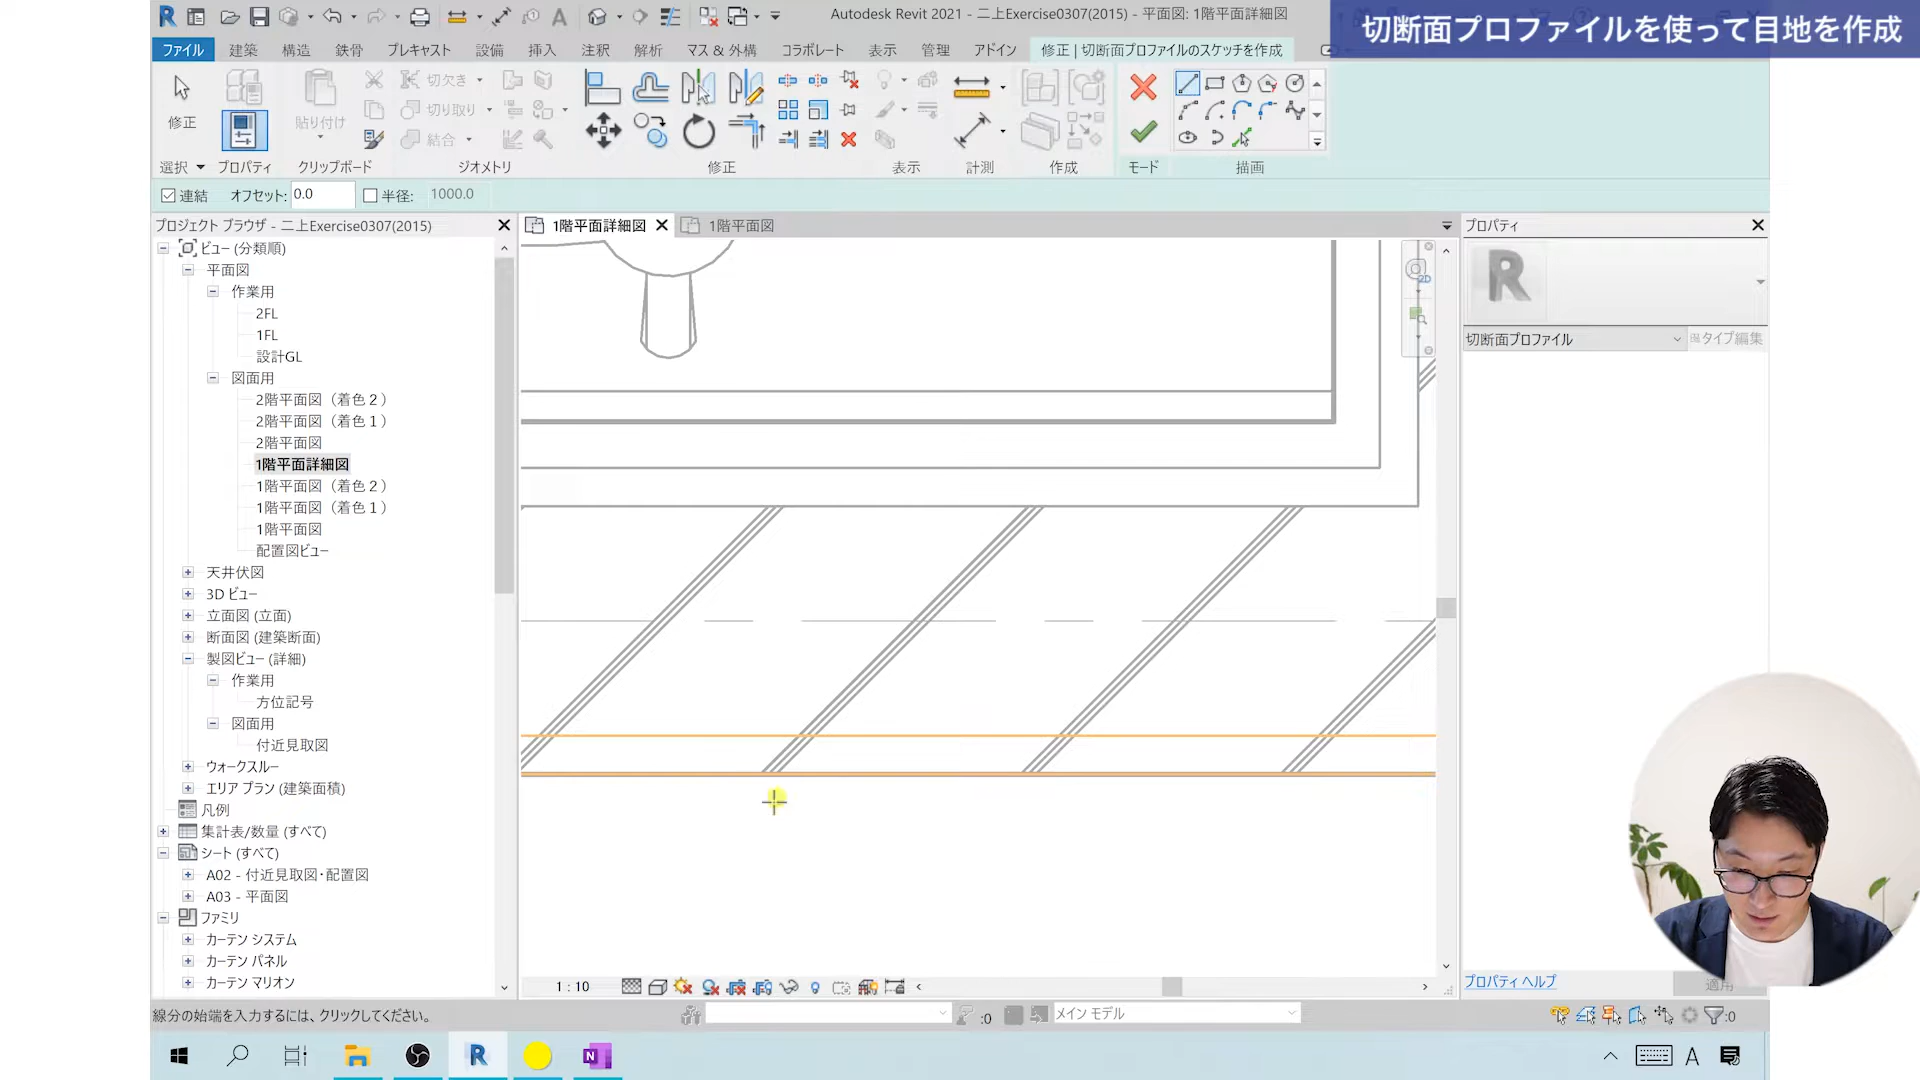 切断面プロファイルを使って目地を作成
Autodesk Revit 2021 - 二上Exercise0307(2015) - 平面図: 1階平面詳細図
ファイル 建築 構造 鉄骨 プレキャスト 設備 挿入 注釈 解析 マス & 外構 コラボレート 表示 管理 アドイン 修正 | 切断面プロファイルのスケッチを作成
修正 貼り付け 切欠き 切り取り 結合
選択 プロパティ クリップボード ジオメトリ 修正 表示 計測 作成 モード 描画
連結 オフセット: 0.0 半径: 1000.0
プロジェクト ブラウザ - 二上Exercise0307(2015)
ビュー (分類順)
平面図
作業用
2FL
1FL
設計GL
図面用
2階平面図（着色２）
2階平面図（着色１）
2階平面図
1階平面詳細図
1階平面図（着色２）
1階平面図（着色１）
1階平面図
配置図ビュー
天井伏図
3D ビュー
立面図 (立面)
断面図 (建築断面)
製図ビュー (詳細)
作業用
方位記号
図面用
付近見取図
ウォークスルー
エリア プラン (建築面積)
凡例
集計表/数量 (すべて)
シート (すべて)
A02 - 付近見取図・配置図
A03 - 平面図
ファミリ
カーテン システム
カーテン パネル
カーテン マリオン
1階平面詳細図 1階平面図
2D
1 : 10
プロパティ
R
切断面プロファイル タイプ編集
プロパティ ヘルプ 適用
線分の始端を入力するには、クリックしてください。
:0 メイン モデル :0
R N A